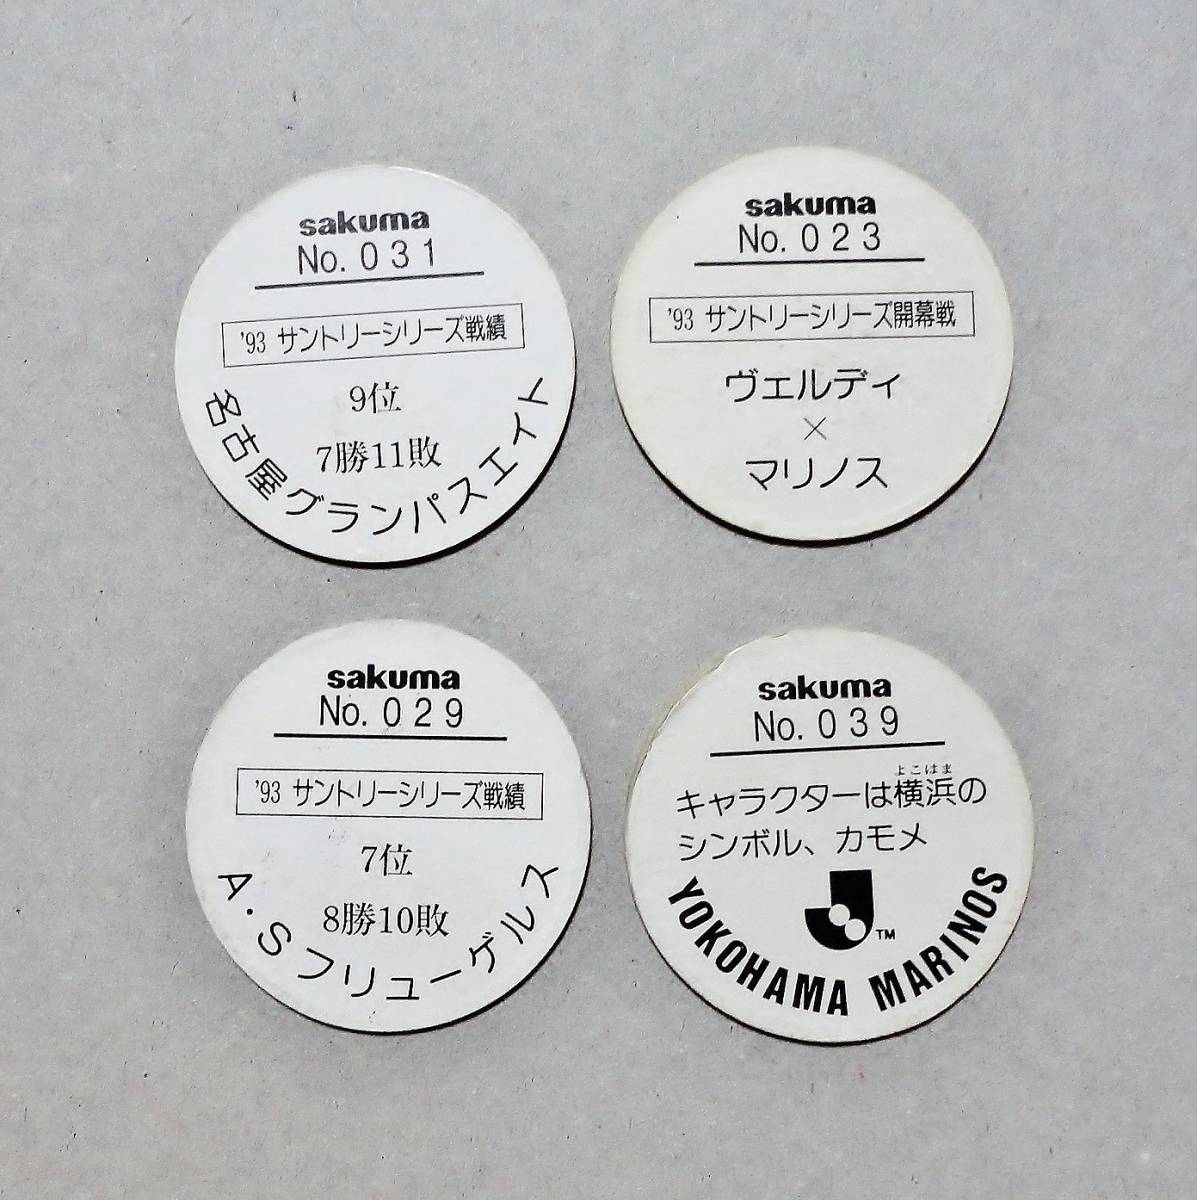 sakuma
No. 031
'93 サントリーシリーズ戦績
9位
7勝11敗
名古屋グランパスエイト
sakuma
No. 023
'93 サントリーシリーズ開幕戦
ヴェルディ
×
マリノス
sakuma
No. 029
'93 サントリーシリーズ戦績
7位
8勝10敗
A.Sフリューゲルス
sakuma
No. 039
よこはま
キャラクターは横浜の
シンボル、カモメ
TM
YOKOHAMA MARINOS